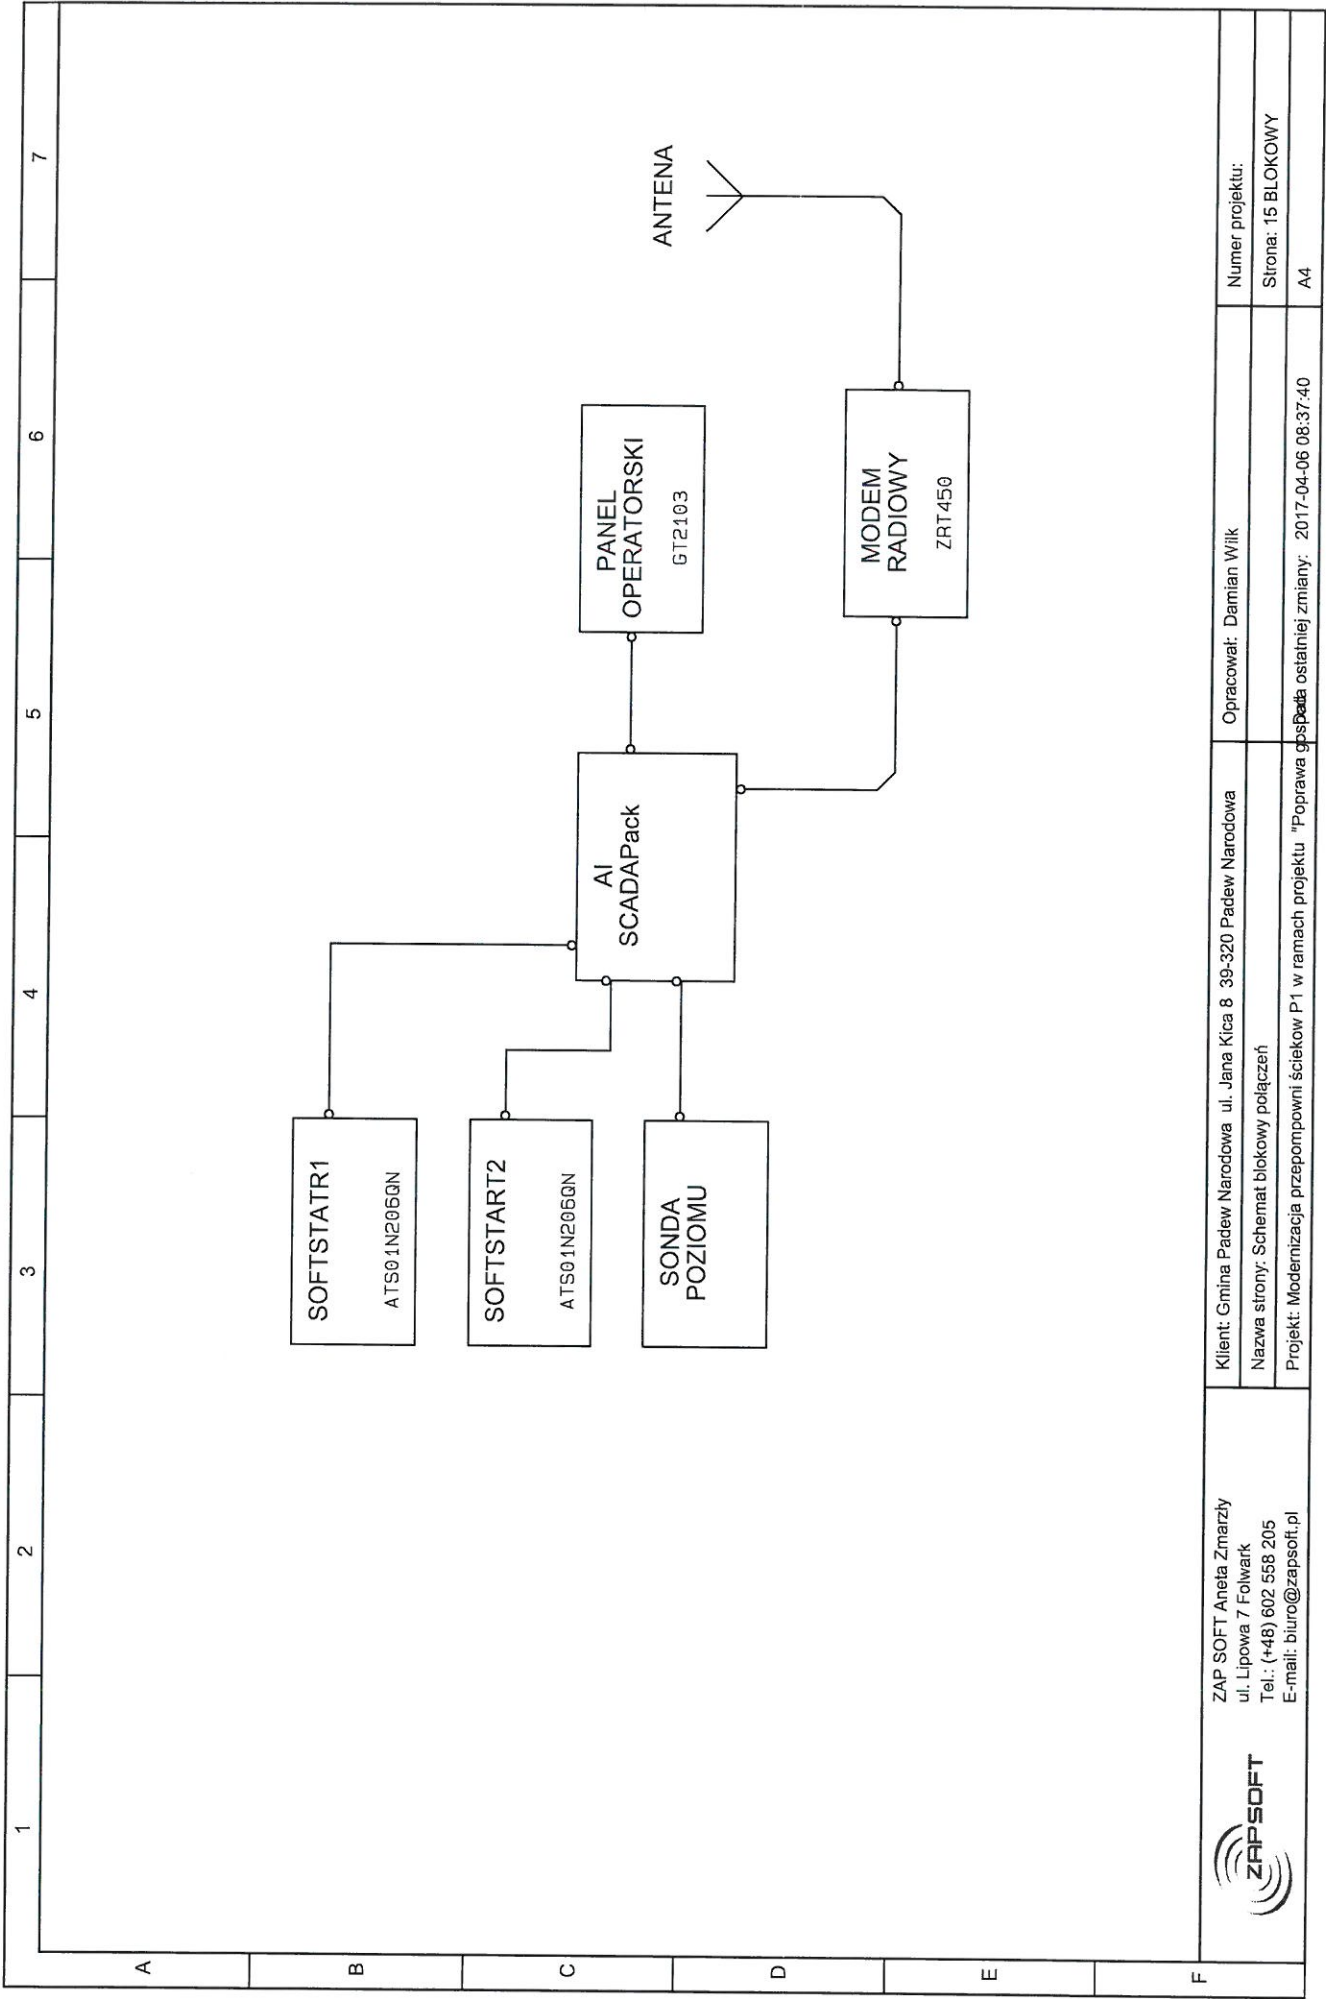 1
2
3
4
5
6
7
A
B
C
D
E
F
SOFTSTATR1
ATS01N206QN
SOFTSTART2
ATS01N206QN
SONDA
POZIOMU
AI
SCADAPack
PANEL
OPERATORSKI
GT2103
MODEM
RADIOWY
ZRT450
ANTENA
ZAPSOFT
ZAP SOFT Aneta Zmarzły
ul. Lipowa 7 Folwark
Tel.: (+48) 602 558 205
E-mail: biuro@zapsoft.pl
Klient: Gmina Padew Narodowa ul. Jana Kica 8 39-320 Padew Narodowa
Nazwa strony: Schemat blokowy połączeń
Projekt: Modernizacja przepompowni ściekow P1 w ramach projektu "Poprawa
Opracował: Damian Wilk
ostatniej zmiany: 2017-04-06 08:37:40
Numer projektu:
Strona: 15 BLOKOWY
A4